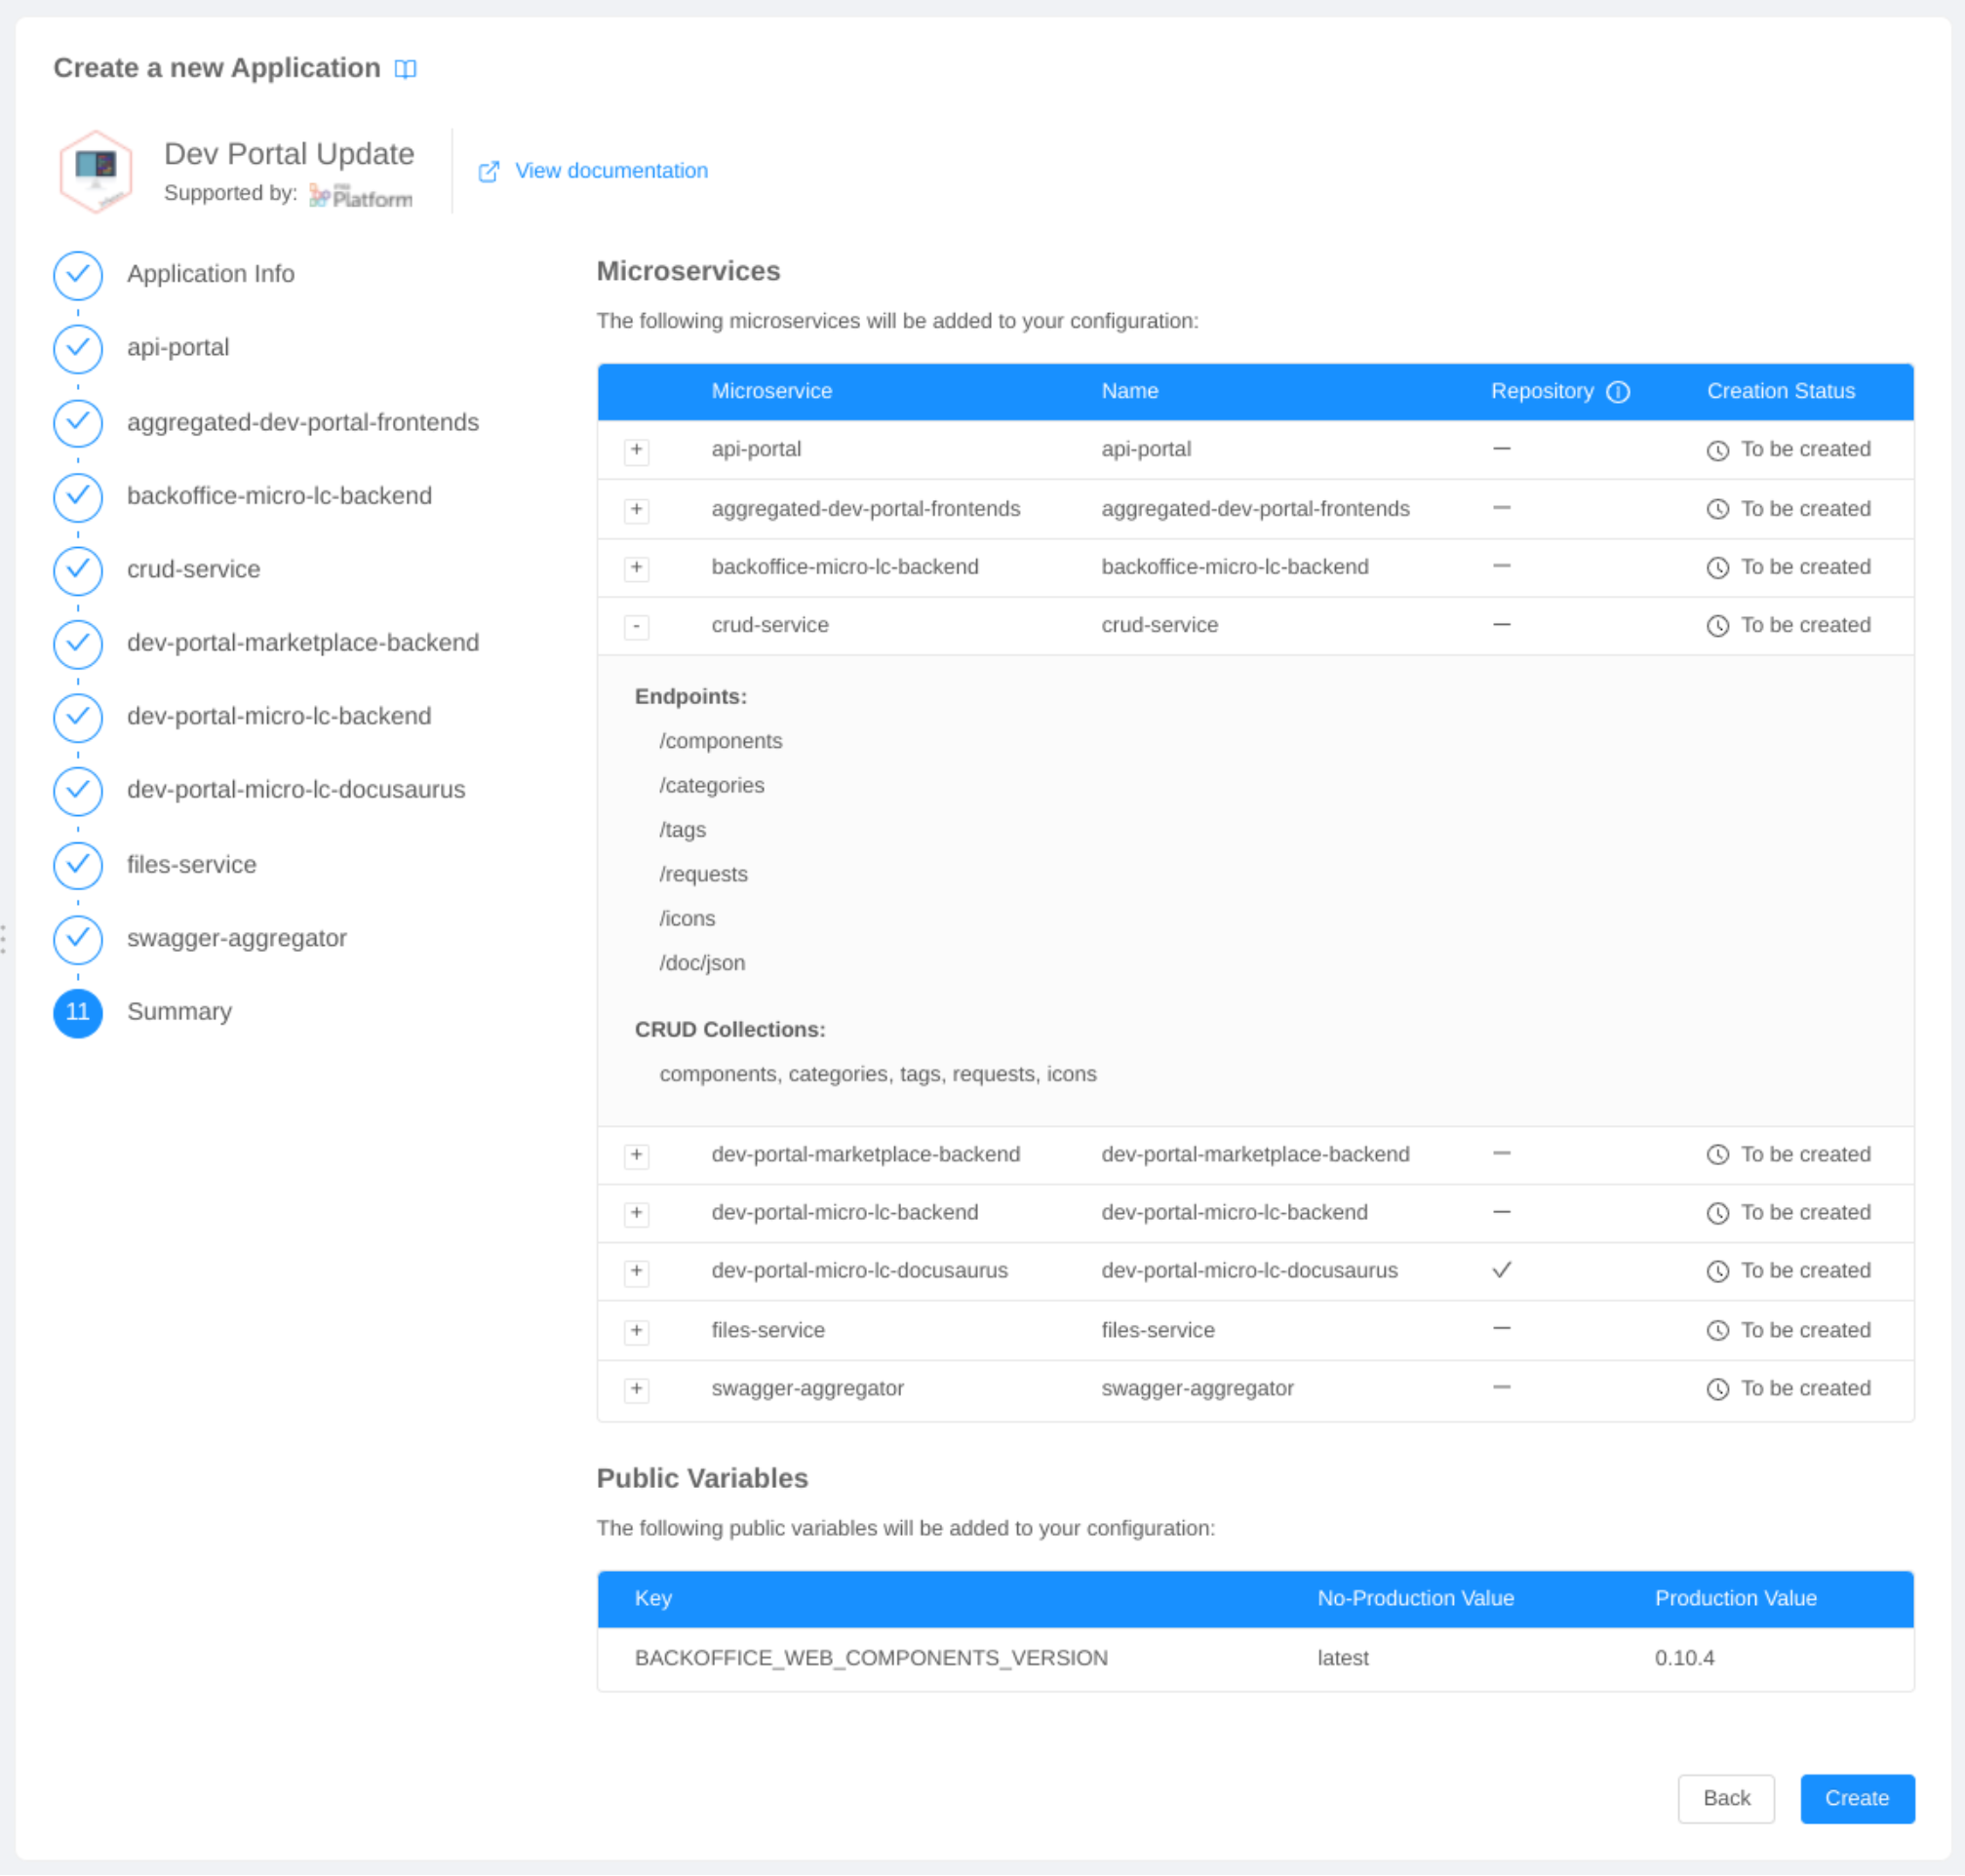 Create a new Application
Dev Portal Update
Supported by: Platform
View documentation
Application Info
api-portal
aggregated-dev-portal-frontends
backoffice-micro-lc-backend
crud-service
dev-portal-marketplace-backend
dev-portal-micro-lc-backend
dev-portal-micro-lc-docusaurus
files-service
swagger-aggregator
11 Summary
Microservices
The following microservices will be added to your configuration:
Microservice Name Repository Creation Status
+ api-portal api-portal — To be created
+ aggregated-dev-portal-frontends aggregated-dev-portal-frontends — To be created
+ backoffice-micro-lc-backend backoffice-micro-lc-backend — To be created
- crud-service crud-service — To be created
Endpoints:
/components
/categories
/tags
/requests
/icons
/doc/json
CRUD Collections:
components, categories, tags, requests, icons
+ dev-portal-marketplace-backend dev-portal-marketplace-backend — To be created
+ dev-portal-micro-lc-backend dev-portal-micro-lc-backend — To be created
+ dev-portal-micro-lc-docusaurus dev-portal-micro-lc-docusaurus ✓ To be created
+ files-service files-service — To be created
+ swagger-aggregator swagger-aggregator — To be created
Public Variables
The following public variables will be added to your configuration:
Key No-Production Value Production Value
BACKOFFICE_WEB_COMPONENTS_VERSION latest 0.10.4
Back Create